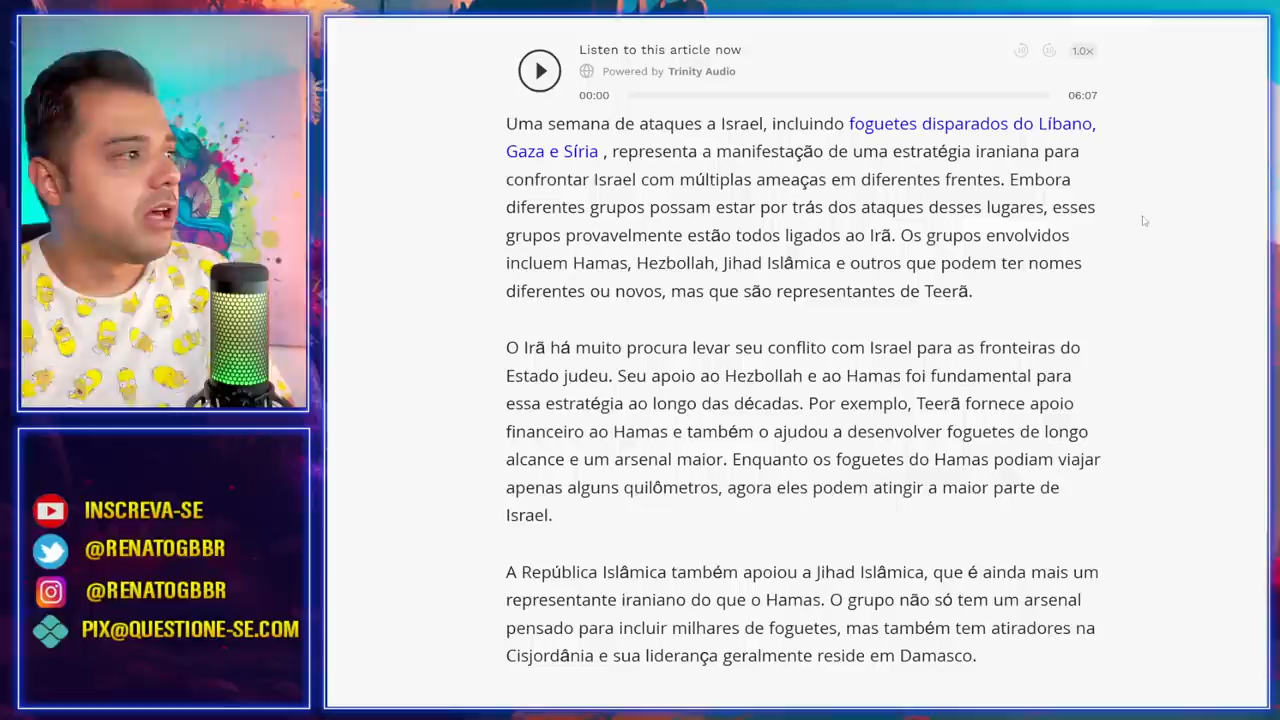 Listen to this article now
10
10
1.0×
Powered by Trinity Audio
00:00
06:07
Uma semana de ataques a Israel, incluindo foguetes disparados do Líbano,
Gaza e Síria , representa a manifestação de uma estratégia iraniana para
confrontar Israel com múltiplas ameaças em diferentes frentes. Embora
diferentes grupos possam estar por trás dos ataques desses lugares, esses
grupos provavelmente estão todos ligados ao Irã. Os grupos envolvidos
incluem Hamas, Hezbollah, Jihad Islâmica e outros que podem ter nomes
diferentes ou novos, mas que são representantes de Teerã.
O Irã há muito procura levar seu conflito com Israel para as fronteiras do
Estado judeu. Seu apoio ao Hezbollah e ao Hamas foi fundamental para
essa estratégia ao longo das décadas. Por exemplo, Teerã fornece apoio
financeiro ao Hamas e também o ajudou a desenvolver foguetes de longo
alcance e um arsenal maior. Enquanto os foguetes do Hamas podiam viajar
apenas alguns quilômetros, agora eles podem atingir a maior parte de
Israel.
A República Islâmica também apoiou a Jihad Islâmica, que é ainda mais um
representante iraniano do que o Hamas. O grupo não só tem um arsenal
pensado para incluir milhares de foguetes, mas também tem atiradores na
Cisjordânia e sua liderança geralmente reside em Damasco.
INSCREVA-SE
@RENATOGBBR
@RENATOGBBR
PIX@QUESTIONE-SE.COM